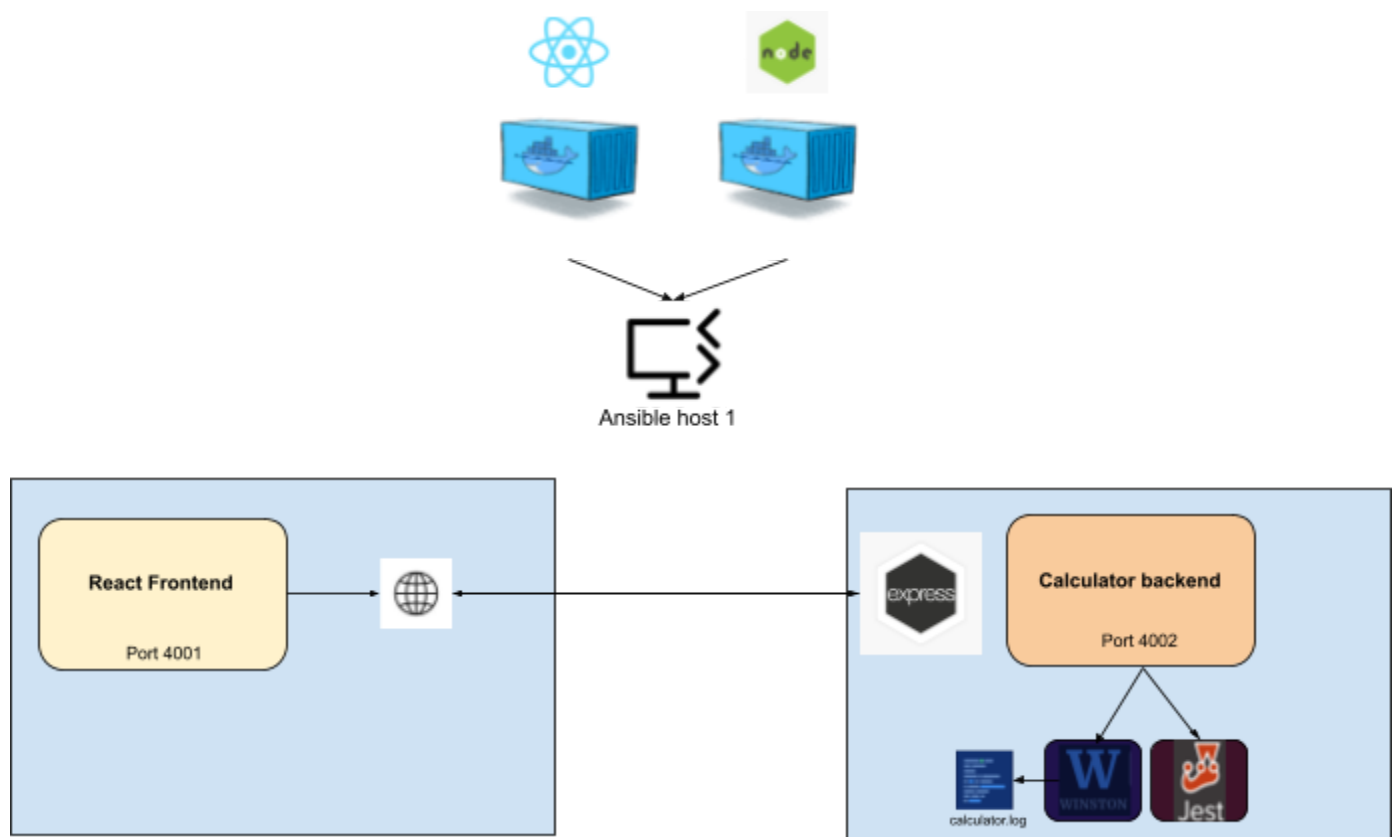 node
Ansible host 1
React Frontend
Port 4001
express
Calculator backend
Port 4002
W
WINSTON
Jest
calculator.log